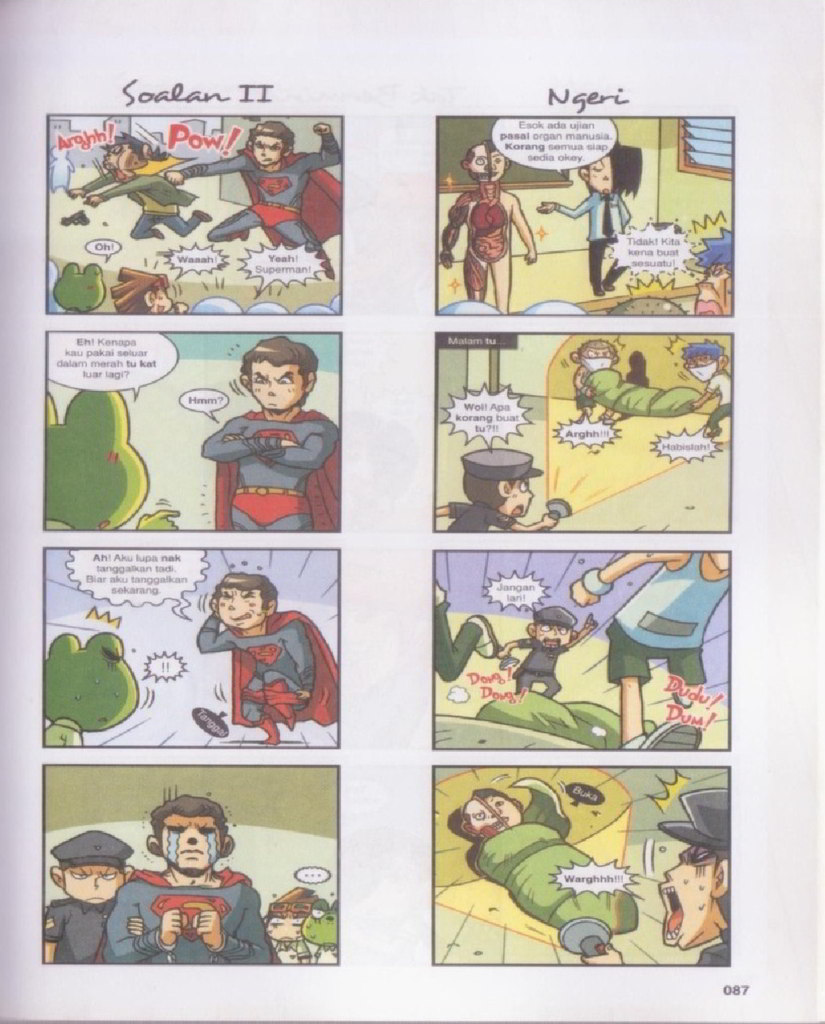 Soalan II
Aroghh!
Pow!
Oh!
Waaah!
Yeah!
Superman!
Eh! Kenapa
kau pakai seluar
dalam merah tu kat
luar lagi?
Hmm?
Ah! Aku lupa nak
tanggalkan tadi.
Biar aku tanggalkan
sekarang.
!!
Tanggal
...
Ngeri
Esok ada ujian
pasal organ manusia.
Korang semua siap
sedia okey.
Tidak! Kita
kena buat
sesuatu!
Malam tu...
Woi! Apa
korang buat
tu?!!
Arghh!!!
Habislah!
Jangan
lari!
Dong!
Dong!
Dudu!
Dum!
Buka
Warghhh!!!
087